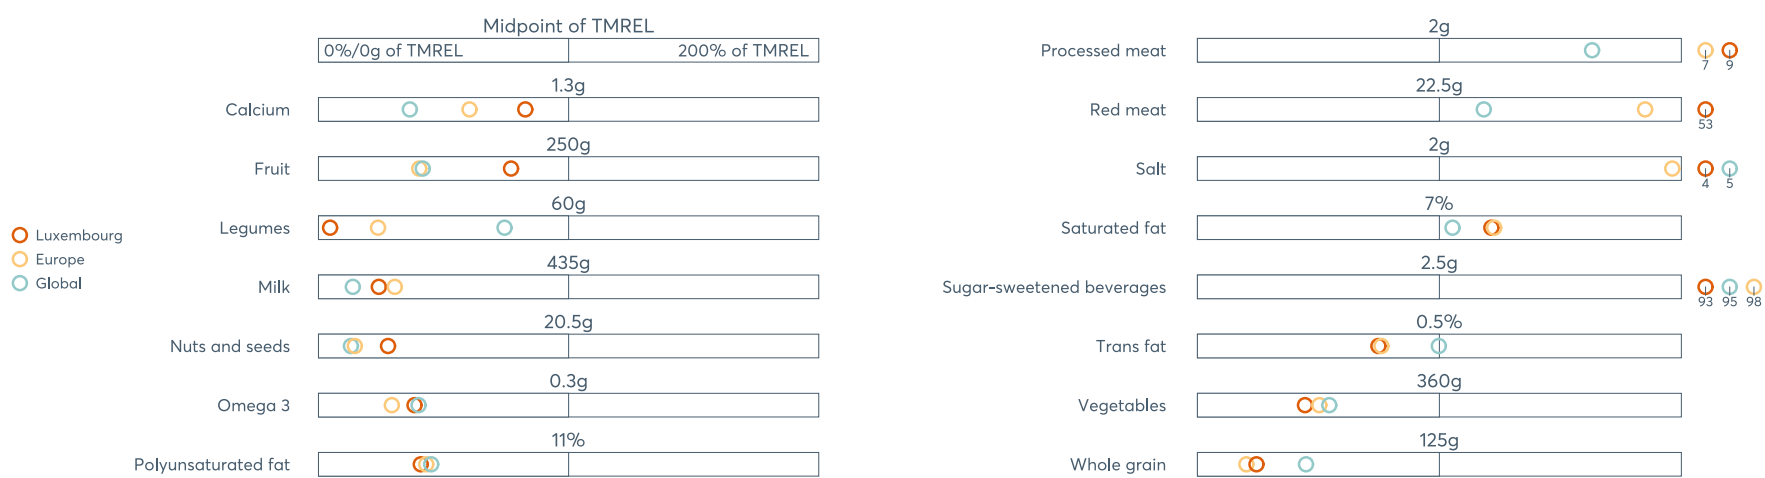 Midpoint of TMREL
0%/0g of TMREL 200% of TMREL
1.3g
Calcium
250g
Fruit
60g
Legumes
435g
Milk
20.5g
Nuts and seeds
0.3g
Omega 3
11%
Polyunsaturated fat
Luxembourg
Europe
Global
2g
Processed meat
7 9
22.5g
Red meat
53
2g
Salt
4 5
7%
Saturated fat
2.5g
Sugar-sweetened beverages
93 95 98
0.5%
Trans fat
360g
Vegetables
125g
Whole grain